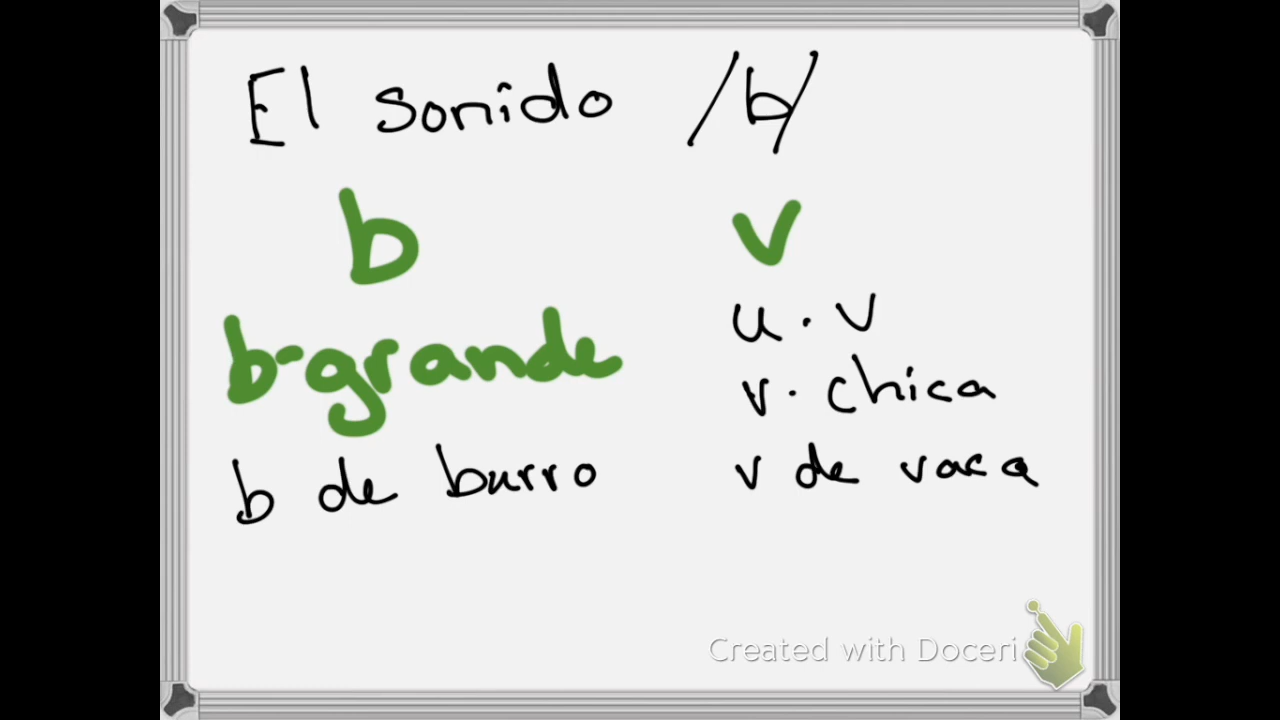 El sonido /b/
b v
b-grande u.v
v.chica
b de burro v de vaca
Created with Doceri